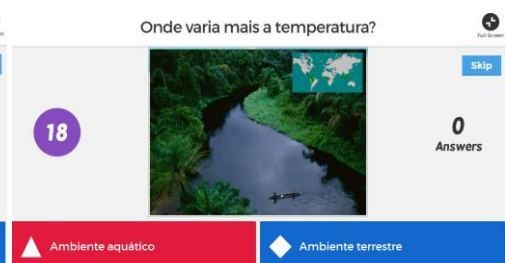 Onde varia mais a temperatura?
Full Screen
Skip
18
0
Answers
Ambiente aquático
Ambiente terrestre